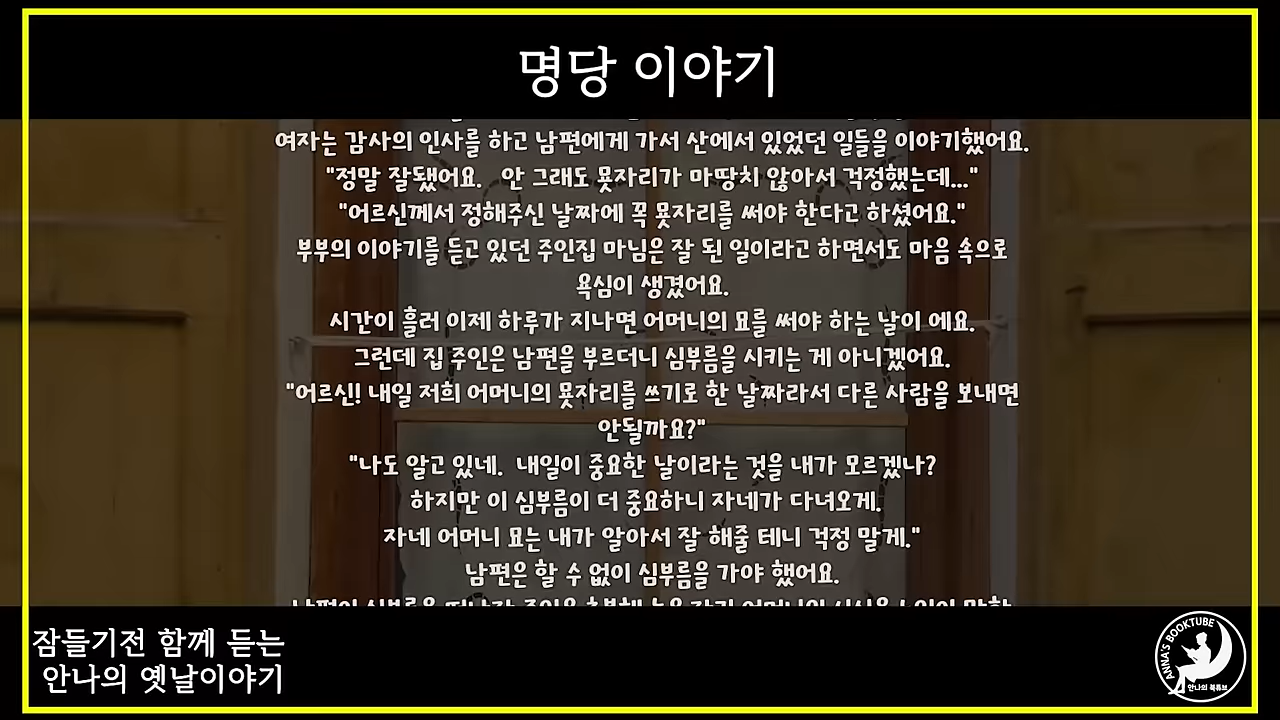 명당 이야기
여자는 감사의 인사를 하고 남편에게 가서 산에서 있었던 일들을 이야기했어요.
"정말 잘됐어요. 안 그래도 묫자리가 마땅치 않아서 걱정했는데..."
"어르신께서 정해주신 날짜에 꼭 묫자리를 써야 한다고 하셨어요."
부부의 이야기를 듣고 있던 주인집 마님은 잘 된 일이라고 하면서도 마음 속으로
욕심이 생겼어요.
시간이 흘러 이제 하루가 지나면 어머니의 묘를 써야 하는 날이 에요.
그런데 집 주인은 남편을 부르더니 심부름을 시키는 게 아니겠어요.
"어르신! 내일 저희 어머니의 묫자리를 쓰기로 한 날짜라서 다른 사람을 보내면
안될까요?"
"나도 알고 있네. 내일이 중요한 날이라는 것을 내가 모르겠나?
하지만 이 심부름이 더 중요하니 자네가 다녀오게.
자네 어머니 묘는 내가 알아서 잘 해줄 테니 걱정 말게."
남편은 할 수 없이 심부름을 가야 했어요.
잠들기전 함께 듣는
안나의 옛날이야기
ANNA'S BOOKTUBE
안나의 북튜브